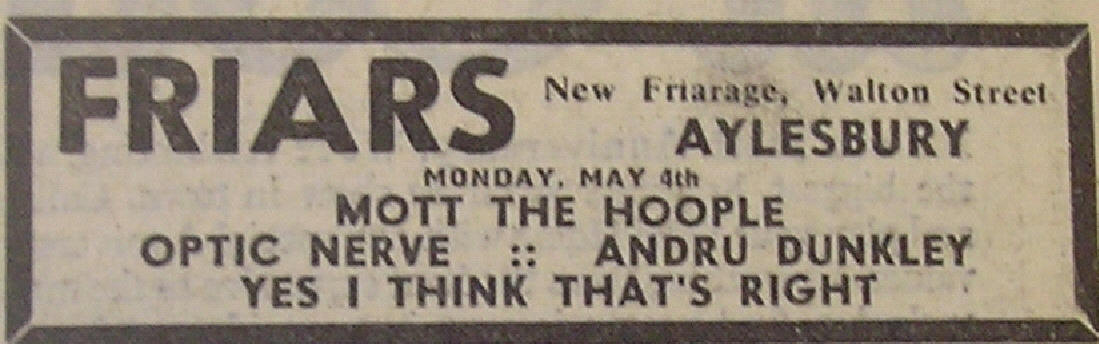 FRIARS New Friarage, Walton Street
AYLESBURY
MONDAY, MAY 4th
MOTT THE HOOPLE
OPTIC NERVE :: ANDRU DUNKLEY
YES I THINK THAT'S RIGHT